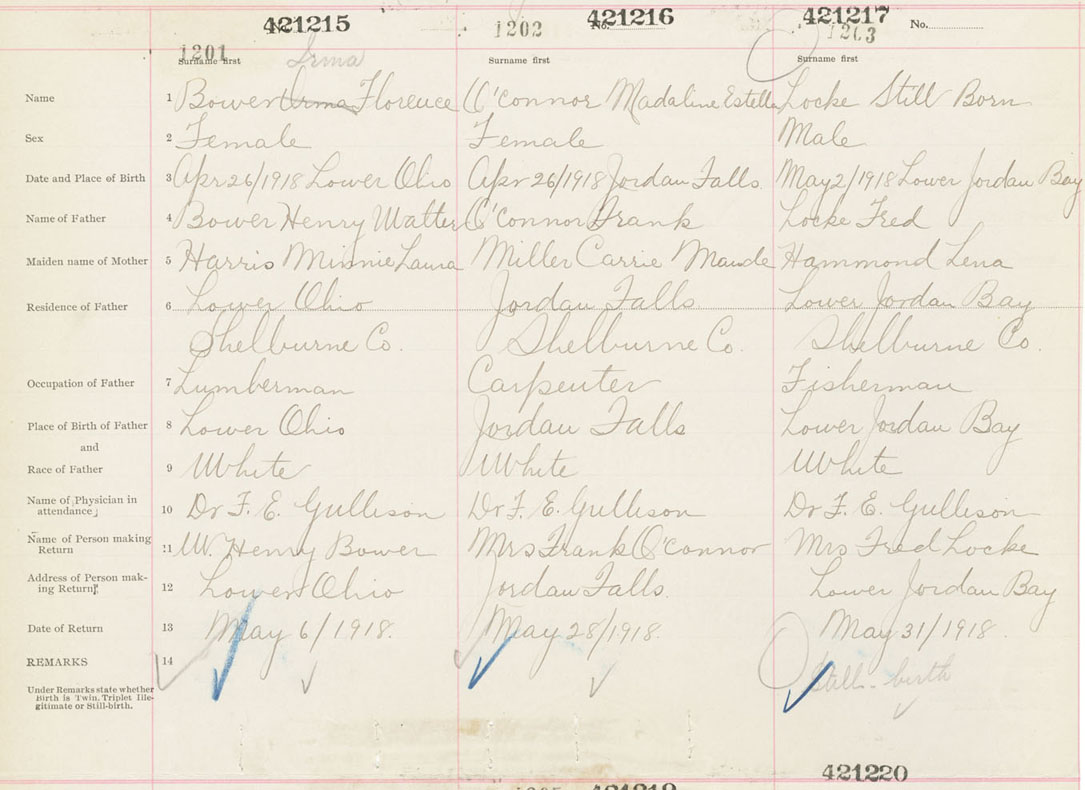 421215 421216 421217
1201 1202 No. 1203 No.
Surname first Irma Surname first Surname first
Name 1 Bower Irma Florence O'Connor Madaline Estella Locke Still Born
Sex 2 Female Female Male
Date and Place of Birth 3 Apr 26/1918 Lower Ohio Apr 26/1918 Jordan Falls. May 2/1918 Lower Jordan Bay
Name of Father 4 Bower Henry Walter O'Connor Frank Locke Fred
Maiden name of Mother 5 Harris Minnie Laura Miller Carrie Maude Hammond Lena
Residence of Father 6 Lower Ohio Jordan Falls. Lower Jordan Bay
Shelburne Co. Shelburne Co. Shelburne Co.
Occupation of Father 7 Lumberman Carpenter Fisherman
Place of Birth of Father 8 Lower Ohio Jordan Falls Lower Jordan Bay
and
Race of Father 9 White White White
Name of Physician in
attendance 10 Dr F. E. Gullison Dr F. E. Gullison Dr F. E. Gullison
Name of Person making
Return 11 W. Henry Bower Mrs Frank O'Connor Mrs Fred Locke
Address of Person mak-
ing Return 12 Lower Ohio Jordan Falls. Lower Jordan Bay
Date of Return 13 May 6/1918. May 28/1918 May 31/1918.
REMARKS 14 Still-birth
Under Remarks state whether
Birth is Twin, Triplet Ille-
gitimate or Still-birth.
421220